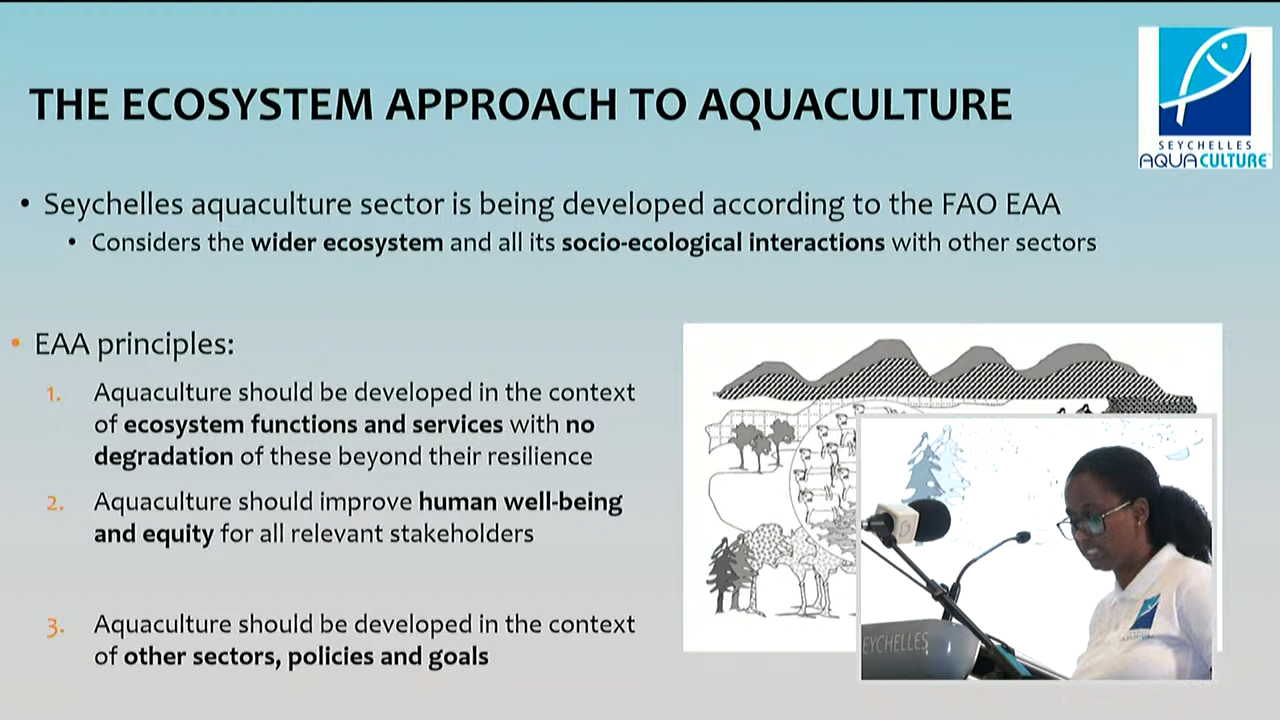 THE ECOSYSTEM APPROACH TO AQUACULTURE
SEYCHELLES
AQUACULTURE
• Seychelles aquaculture sector is being developed according to the FAO EAA
• Considers the wider ecosystem and all its socio-ecological interactions with other sectors
• EAA principles:
1. Aquaculture should be developed in the context
of ecosystem functions and services with no
degradation of these beyond their resilience
2. Aquaculture should improve human well-being
and equity for all relevant stakeholders
3. Aquaculture should be developed in the context
of other sectors, policies and goals
EYCHELLES